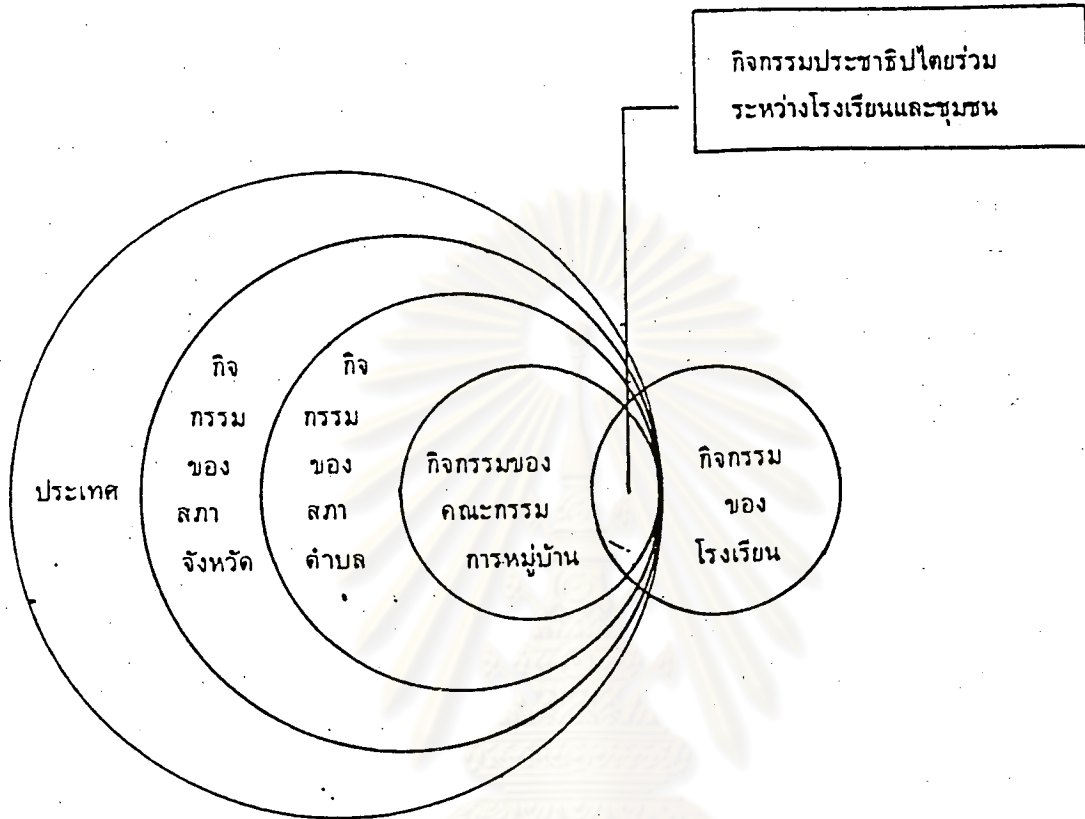 กิจกรรมประชาธิปไตยร่วม
ระหว่างโรงเรียนและชุมชน
ประเทศ
กิจ
กรรม
ของ
สภา
จังหวัด
กิจ
กรรม
ของ
สภา
ตำบล
กิจกรรมของ
คณะกรรม
การหมู่บ้าน
กิจกรรม
ของ
โรงเรียน